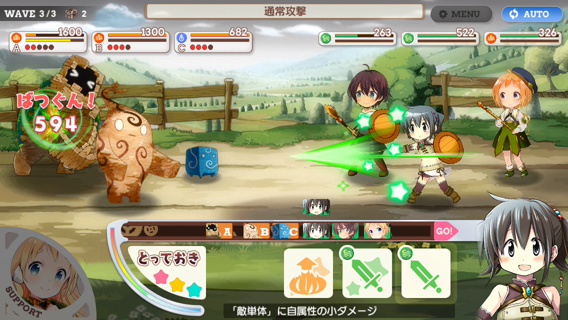 WAVE 3/3 2
通常攻撃
MENU
AUTO
1600
A
1300
B
682
C
263
522
326
ばつぐん!
594
A B C
GO!
とっておき
SUPPORT
「敵単体」に自属性の小ダメージ